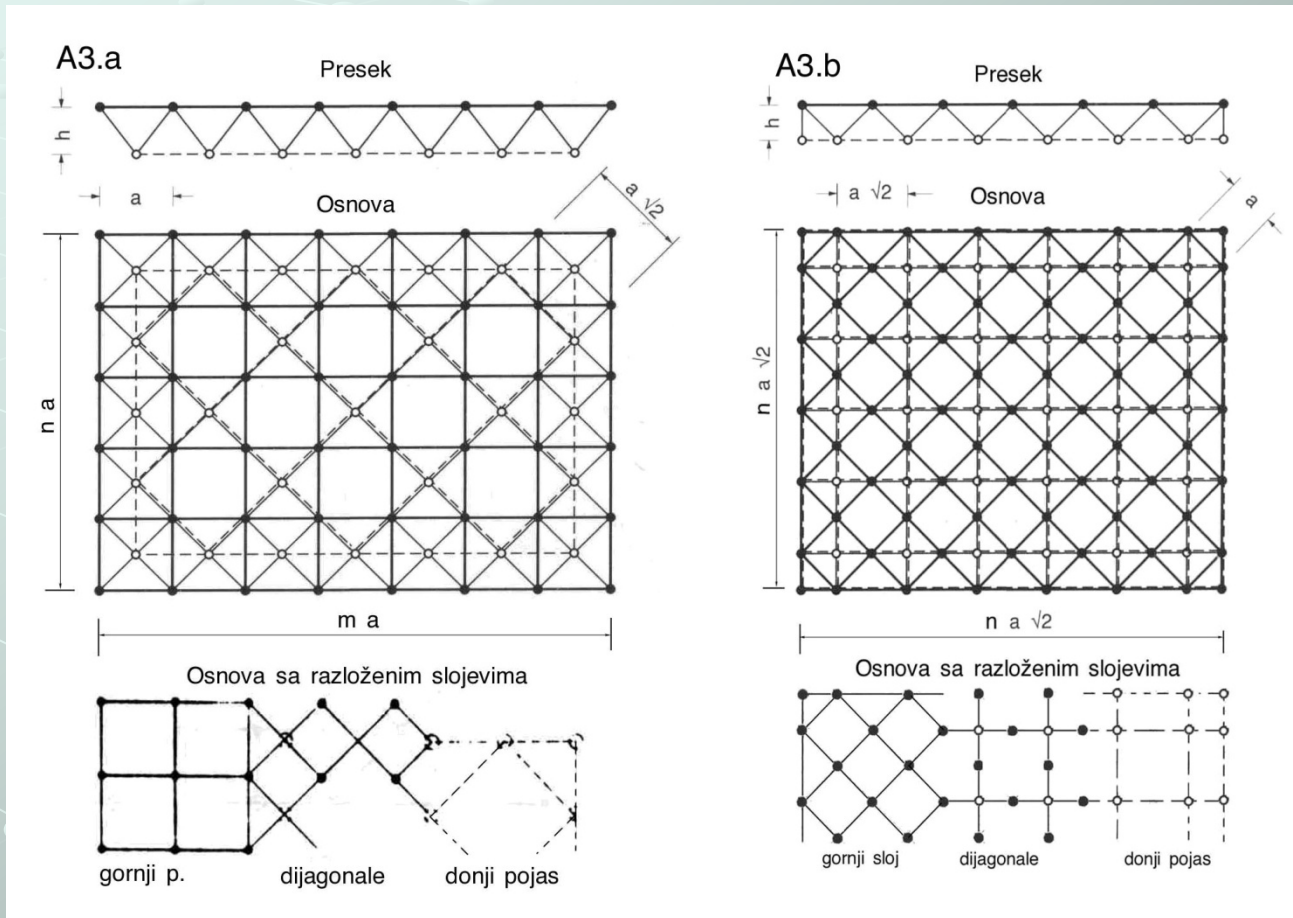 A3.a
Presek
h
a
Osnova
a √2
n a
m a
Osnova sa razloženim slojevima
gornji p.
dijagonale
donji pojas
A3.b
Presek
h
a √2
Osnova
a
n a √2
n a √2
Osnova sa razloženim slojevima
gornji sloj
dijagonale
donji pojas